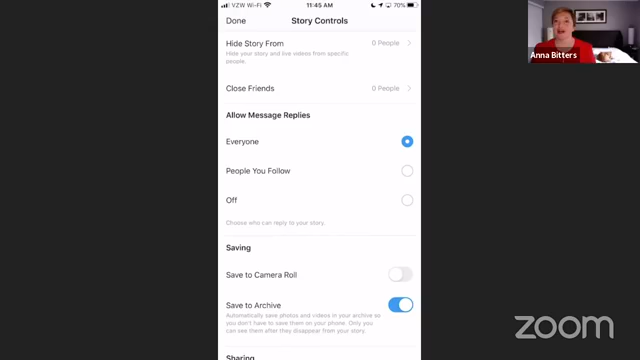 VZW Wi-Fi
11:45 AM
70%
Done
Story Controls
Hide Story From
0 People
Hide your story and live videos from specific
people.
Close Friends
0 People
Allow Message Replies
Everyone
People You Follow
Off
Choose who can reply to your story.
Saving
Save to Camera Roll
Save to Archive
Automatically save photos and videos in your archive so
you don't have to save them on your phone. Only you
can see them after they disappear from your story.
Sharing
Anna Bitters
zoom